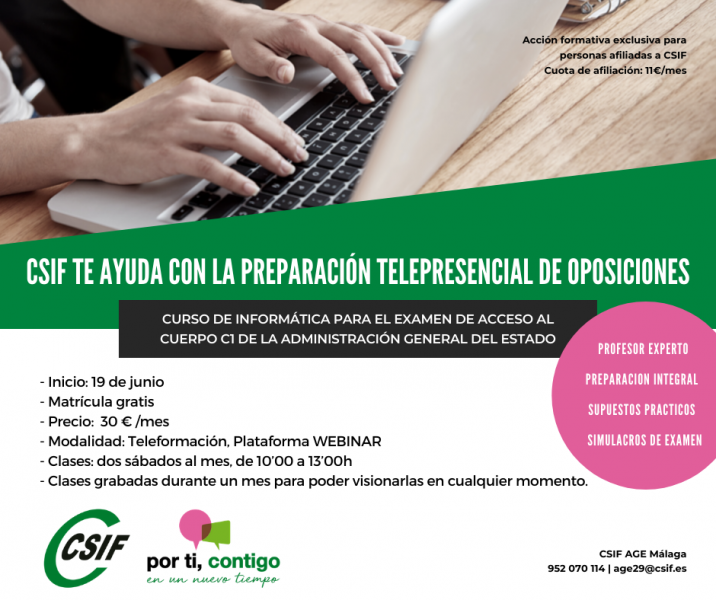 Acción formativa exclusiva para
personas afiliadas a CSIF
Cuota de afiliación: 11€/mes
CSIF TE AYUDA CON LA PREPARACIÓN TELEPRESENCIAL DE OPOSICIONES
CURSO DE INFORMÁTICA PARA EL EXAMEN DE ACCESO AL
CUERPO C1 DE LA ADMINISTRACIÓN GENERAL DEL ESTADO
PROFESOR EXPERTO
PREPARACION INTEGRAL
SUPUESTOS PRACTICOS
SIMULACROS DE EXAMEN
- Inicio: 19 de junio
- Matrícula gratis
- Precio:  30 € /mes
- Modalidad: Teleformación, Plataforma WEBINAR
- Clases: dos sábados al mes, de 10'00 a 13'00h
- Clases grabadas durante un mes para poder visionarlas en cualquier momento.
CSIF
por ti, contigo
en un nuevo tiempo
CSIF AGE Málaga
952 070 114 | age29@csif.es